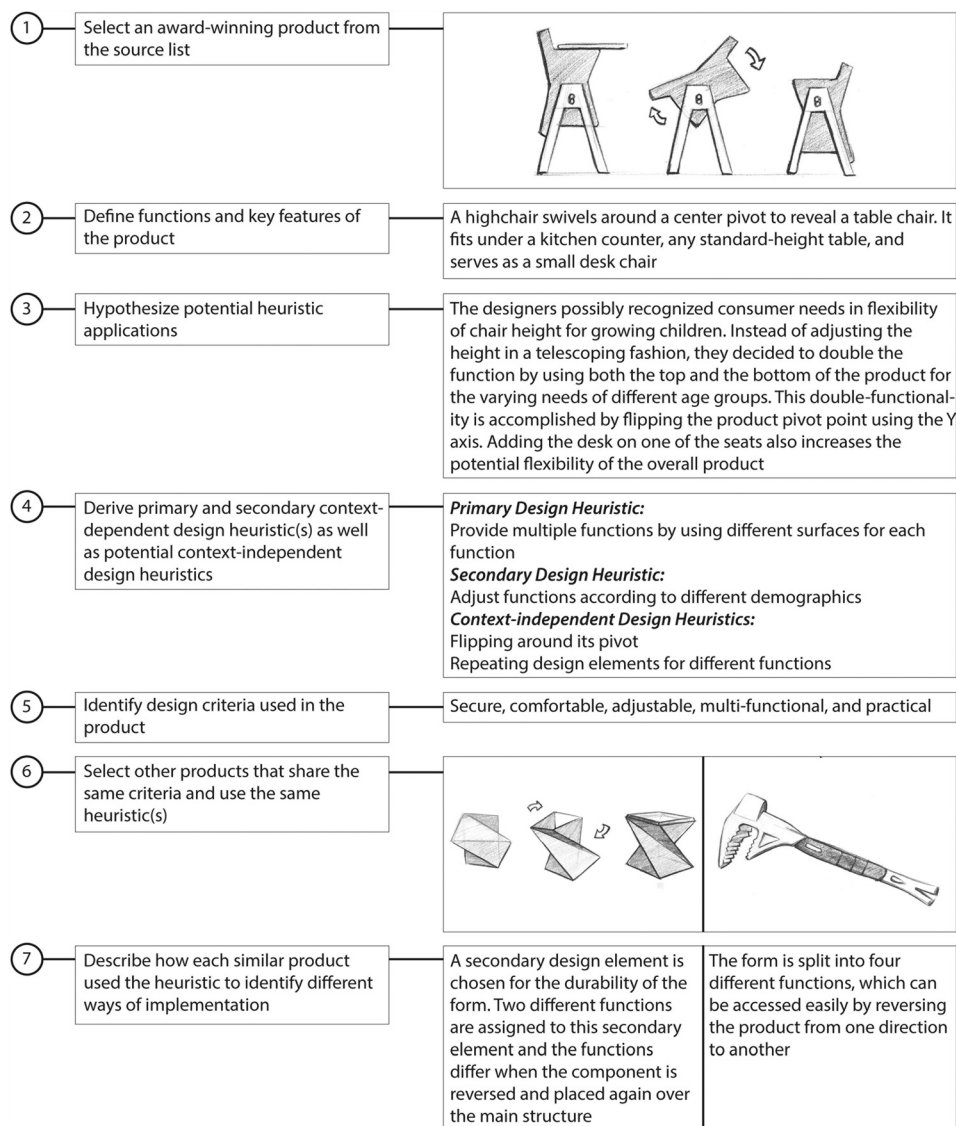 1
Select an award-winning product from
the source list
2
Define functions and key features of
the product
A highchair swivels around a center pivot to reveal a table chair. It
fits under a kitchen counter, any standard-height table, and
serves as a small desk chair
3
Hypothesize potential heuristic
applications
The designers possibly recognized consumer needs in flexibility
of chair height for growing children. Instead of adjusting the
height in a telescoping fashion, they decided to double the
function by using both the top and the bottom of the product for
the varying needs of different age groups. This double-functional-
ity is accomplished by flipping the product pivot point using the Y
axis. Adding the desk on one of the seats also increases the
potential flexibility of the overall product
4
Derive primary and secondary context-
dependent design heuristic(s) as well
as potential context-independent
design heuristics
Primary Design Heuristic:
Provide multiple functions by using different surfaces for each
function
Secondary Design Heuristic:
Adjust functions according to different demographics
Context-independent Design Heuristics:
Flipping around its pivot
Repeating design elements for different functions
5
Identify design criteria used in the
product
Secure, comfortable, adjustable, multi-functional, and practical
6
Select other products that share the
same criteria and use the same
heuristic(s)
7
Describe how each similar product
used the heuristic to identify different
ways of implementation
A secondary design element is
chosen for the durability of the
form. Two different functions
are assigned to this secondary
element and the functions
differ when the component is
reversed and placed again over
the main structure
The form is split into four
different functions, which can
be accessed easily by reversing
the product from one direction
to another